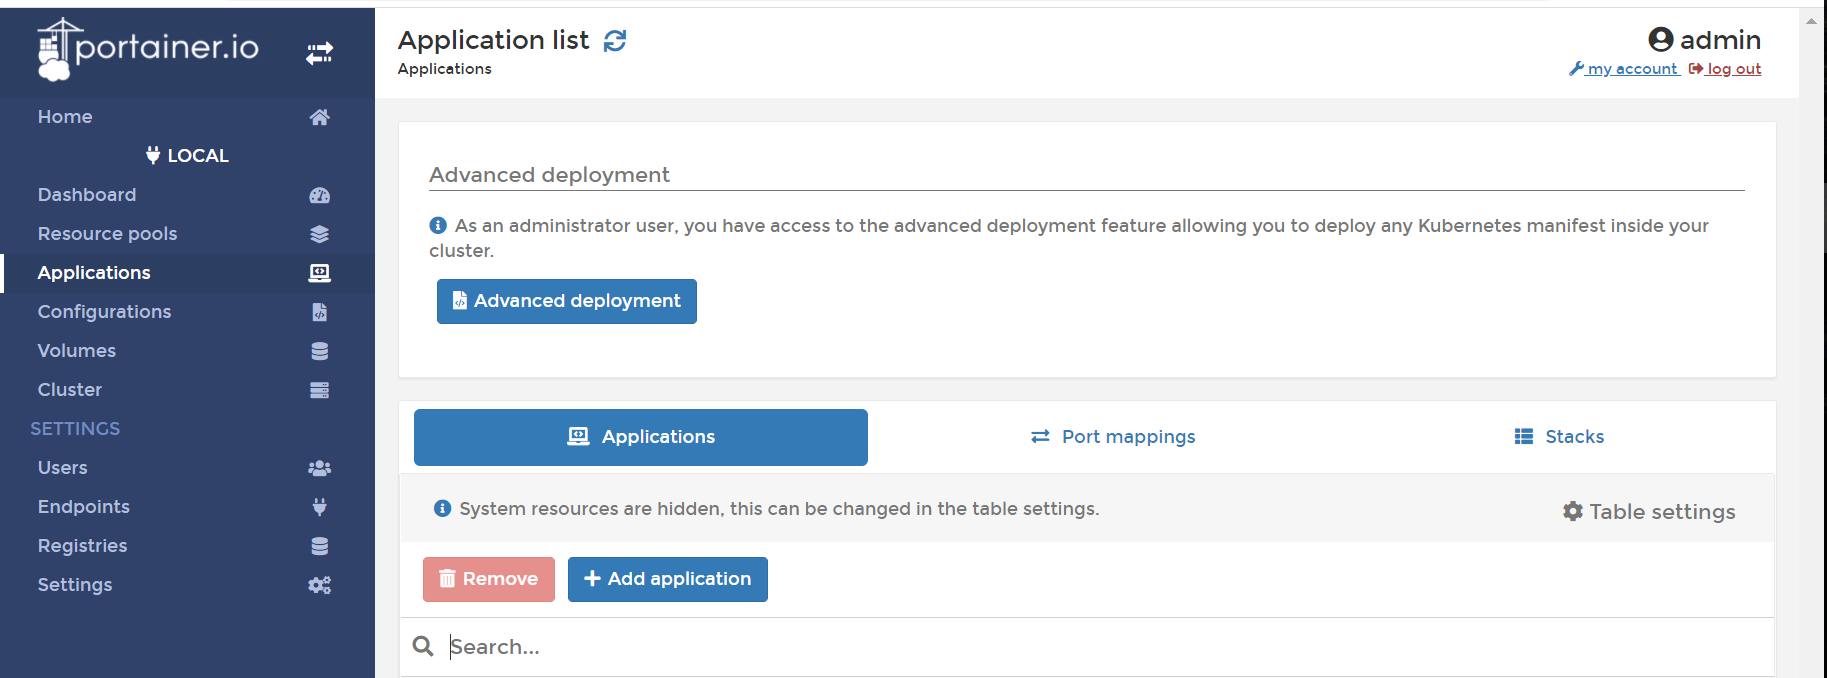 portainer.io
Home
LOCAL
Dashboard
Resource pools
Applications
Configurations
Volumes
Cluster
SETTINGS
Users
Endpoints
Registries
Settings
Application list
Applications
admin
my account log out
Advanced deployment
As an administrator user, you have access to the advanced deployment feature allowing you to deploy any Kubernetes manifest inside your
cluster.
Advanced deployment
Applications
Port mappings
Stacks
System resources are hidden, this can be changed in the table settings.
Table settings
Remove
Add application
Search...